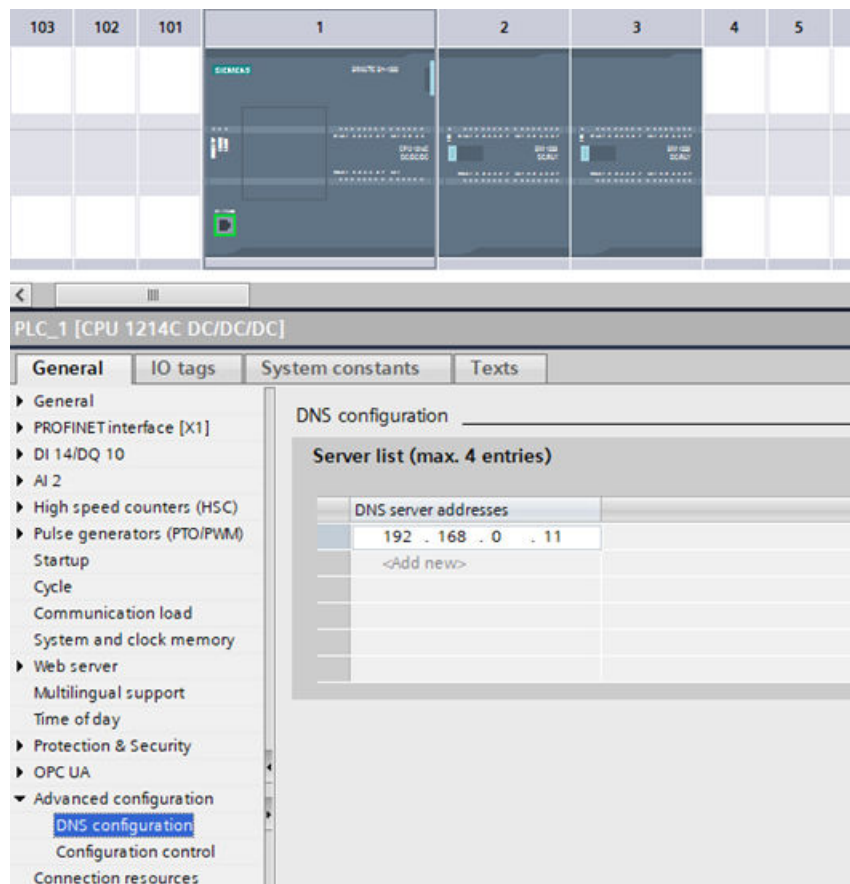 103 102 101 1 2 3 4 5
SIEMENS SIMATIC S7-1200
PLC_1 [CPU 1214C DC/DC/DC]
General IO tags System constants Texts
General
PROFINET interface [X1]
DI 14/DQ 10
AI 2
High speed counters (HSC)
Pulse generators (PTO/PWM)
Startup
Cycle
Communication load
System and clock memory
Web server
Multilingual support
Time of day
Protection & Security
OPC UA
Advanced configuration
DNS configuration
Configuration control
Connection resources
DNS configuration
Server list (max. 4 entries)
DNS server addresses
192 . 168 . 0 . 11
<Add new>